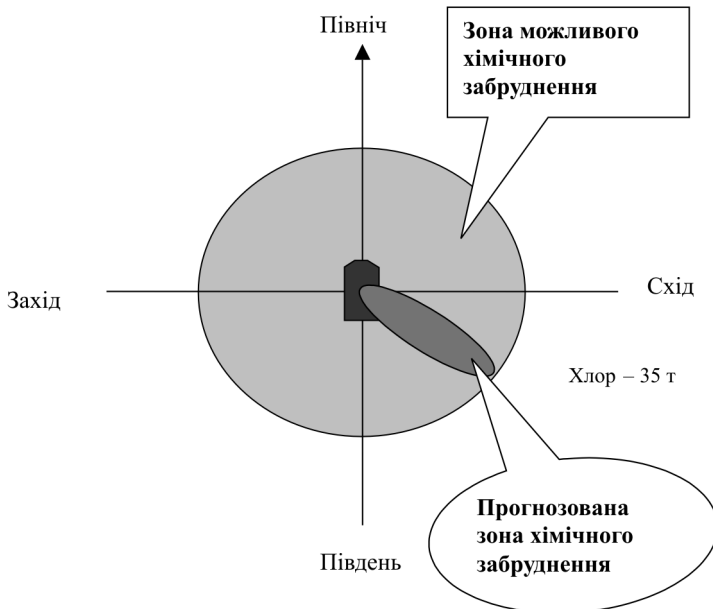 Північ
Зона можливого
хімічного
забруднення
Захід
Схід
Хлор – 35 т
Прогнозована
зона хімічного
забруднення
Південь